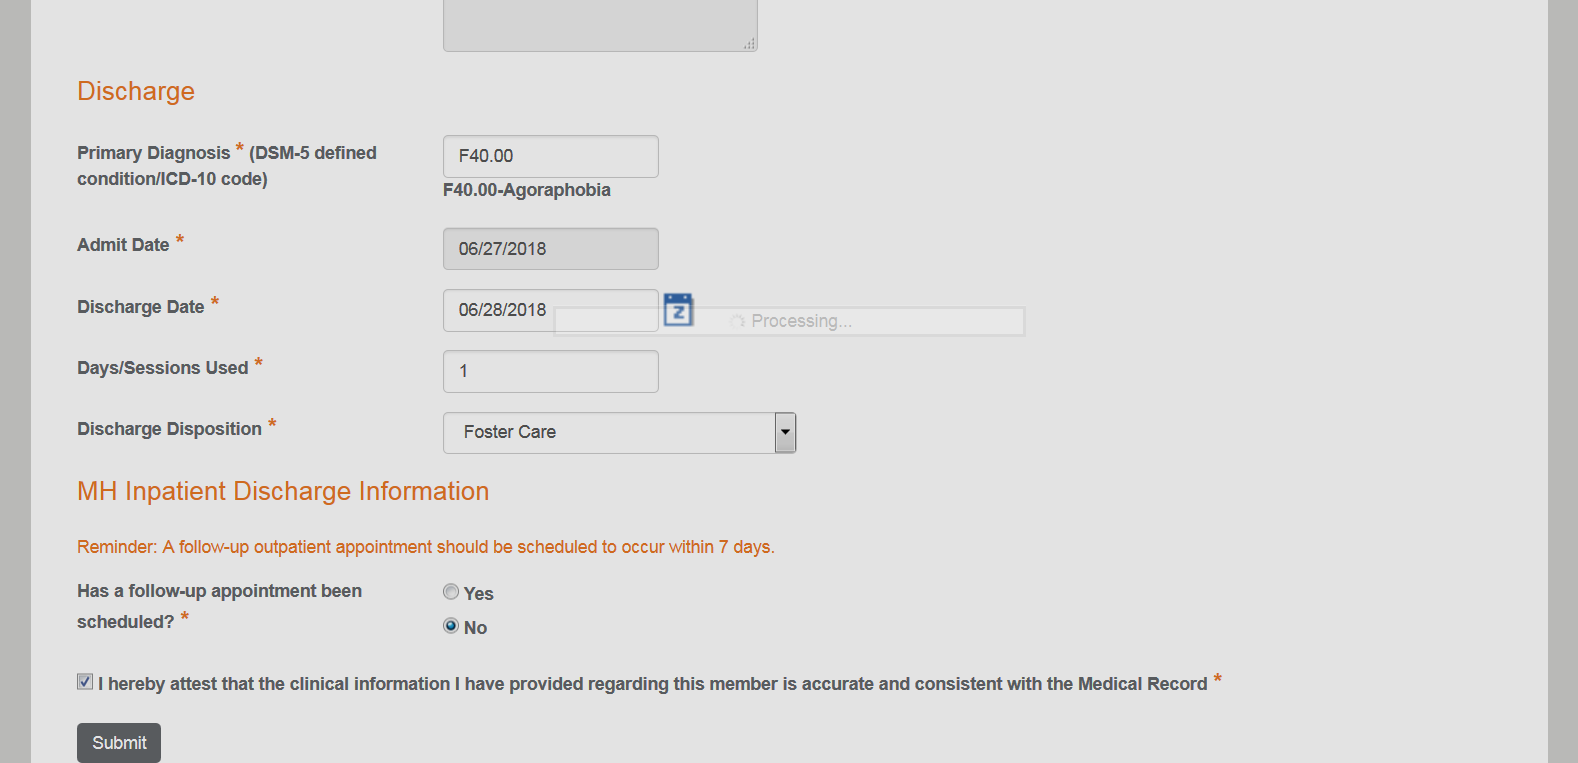 Discharge
Primary Diagnosis * (DSM-5 defined
condition/ICD-10 code)
F40.00
F40.00-Agoraphobia
Admit Date *
06/27/2018
Discharge Date *
06/28/2018
Processing...
Days/Sessions Used *
1
Discharge Disposition *
Foster Care
MH Inpatient Discharge Information
Reminder: A follow-up outpatient appointment should be scheduled to occur within 7 days.
Has a follow-up appointment been
scheduled? *
Yes
No
I hereby attest that the clinical information I have provided regarding this member is accurate and consistent with the Medical Record *
Submit